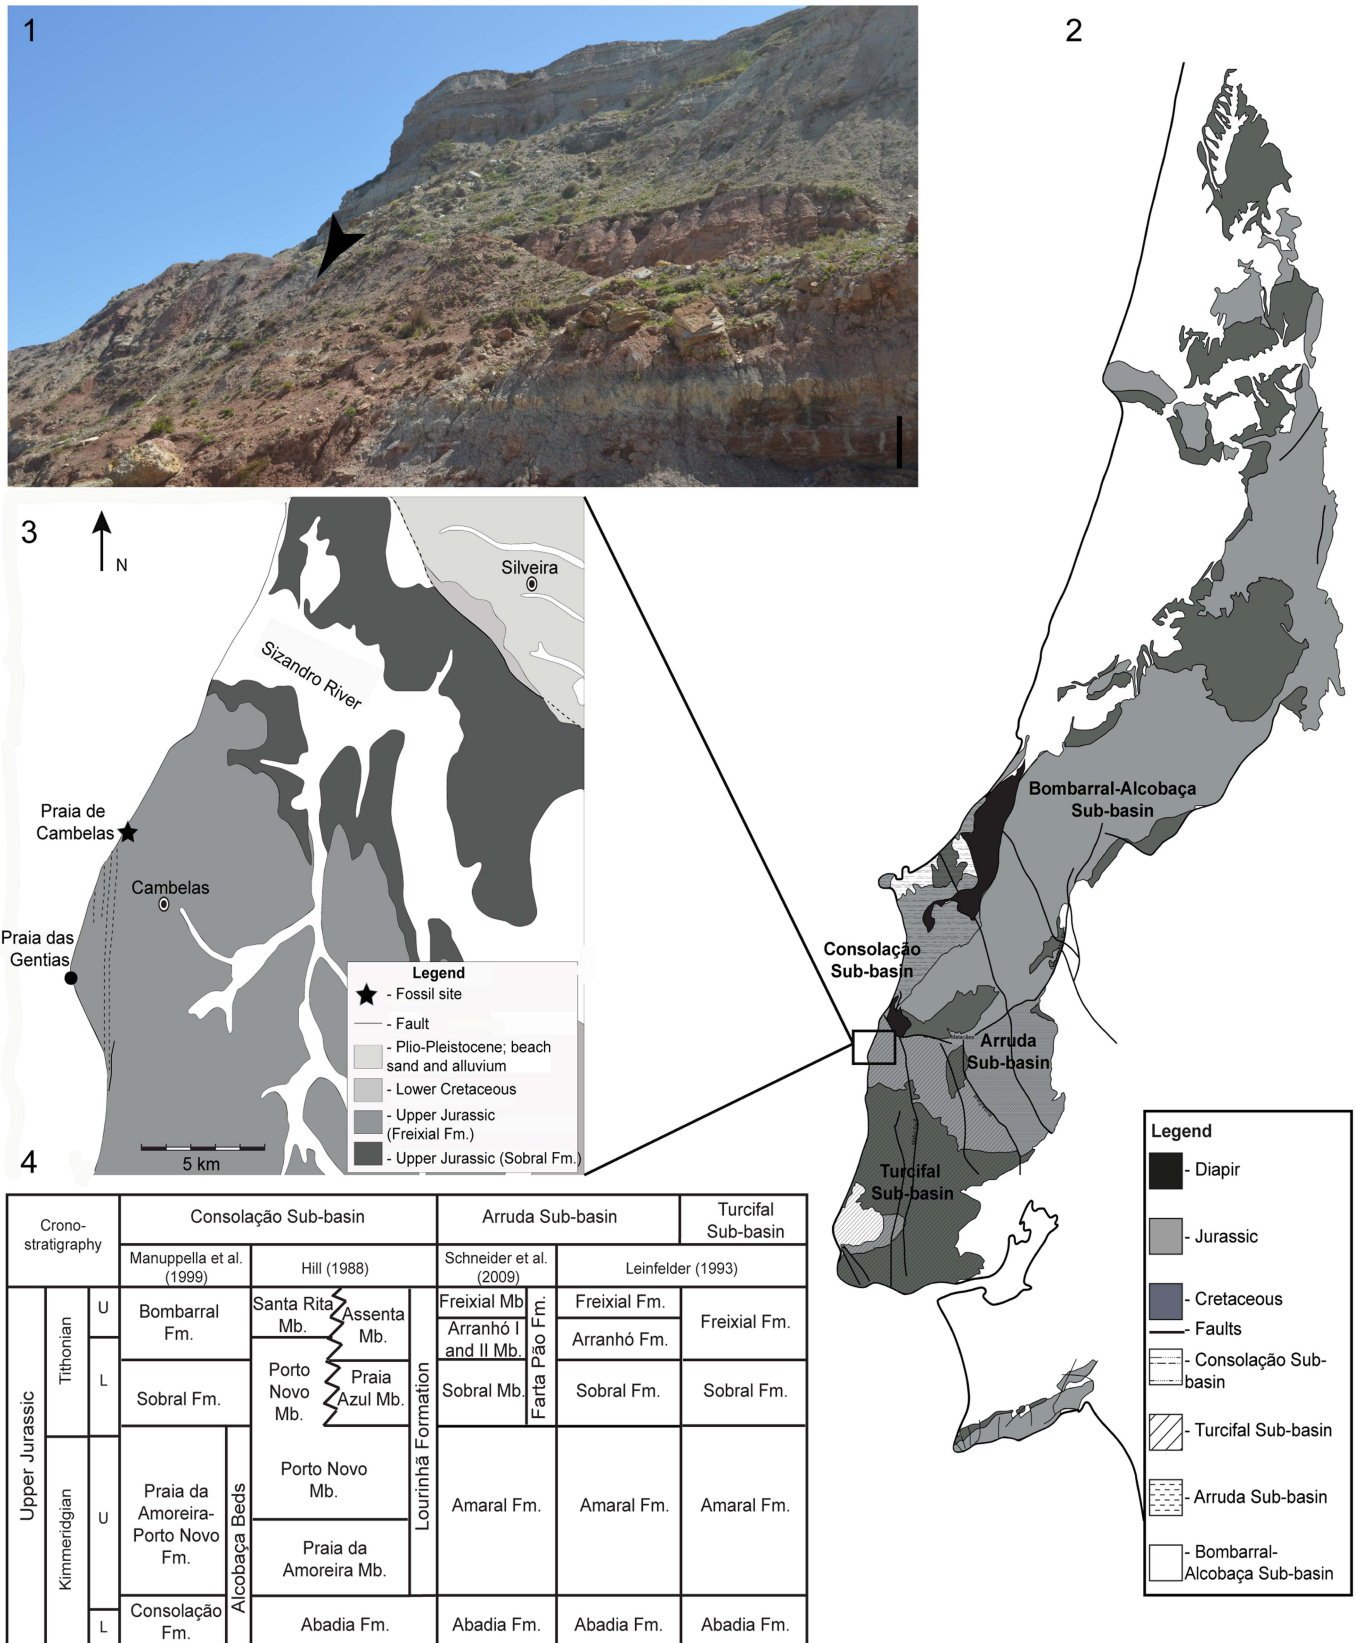 1
2
3
N
Silveira
Sizandro River
Praia de
Cambelas
Cambelas
Praia das
Gentias
Legend
- Fossil site
- Fault
- Plio-Pleistocene; beach
sand and alluvium
- Lower Cretaceous
- Upper Jurassic
(Freixial Fm.)
- Upper Jurassic (Sobral Fm.)
5 km
Bombarral-Alcobaça
Sub-basin
Consolação
Sub-basin
Arruda
Sub-basin
Turcifal
Sub-basin
Legend
- Diapir
- Jurassic
- Cretaceous
- Faults
- Consolação Sub-
basin
- Turcifal Sub-basin
- Arruda Sub-basin
- Bombarral-
Alcobaça Sub-basin
4
Crono-
stratigraphy
Consolação Sub-basin
Arruda Sub-basin
Turcifal
Sub-basin
Manuppella et al.
(1999)
Hill (1988)
Schneider et al.
(2009)
Leinfelder (1993)
Upper Jurassic
Tithonian
U
L
Kimmeridgian
U
L
Bombarral
Fm.
Sobral Fm.
Praia da
Amoreira-
Porto Novo
Fm.
Consolação
Fm.
Alcobaça Beds
Santa Rita
Mb.
Assenta
Mb.
Porto
Novo
Mb.
Praia
Azul Mb.
Porto Novo
Mb.
Praia da
Amoreira Mb.
Abadia Fm.
Lourinhã Formation
Freixial Mb
Arranhó I
and II Mb.
Sobral Mb.
Farta Pão Fm.
Amaral Fm.
Abadia Fm.
Freixial Fm.
Arranhó Fm.
Sobral Fm.
Amaral Fm.
Abadia Fm.
Freixial Fm.
Sobral Fm.
Amaral Fm.
Abadia Fm.